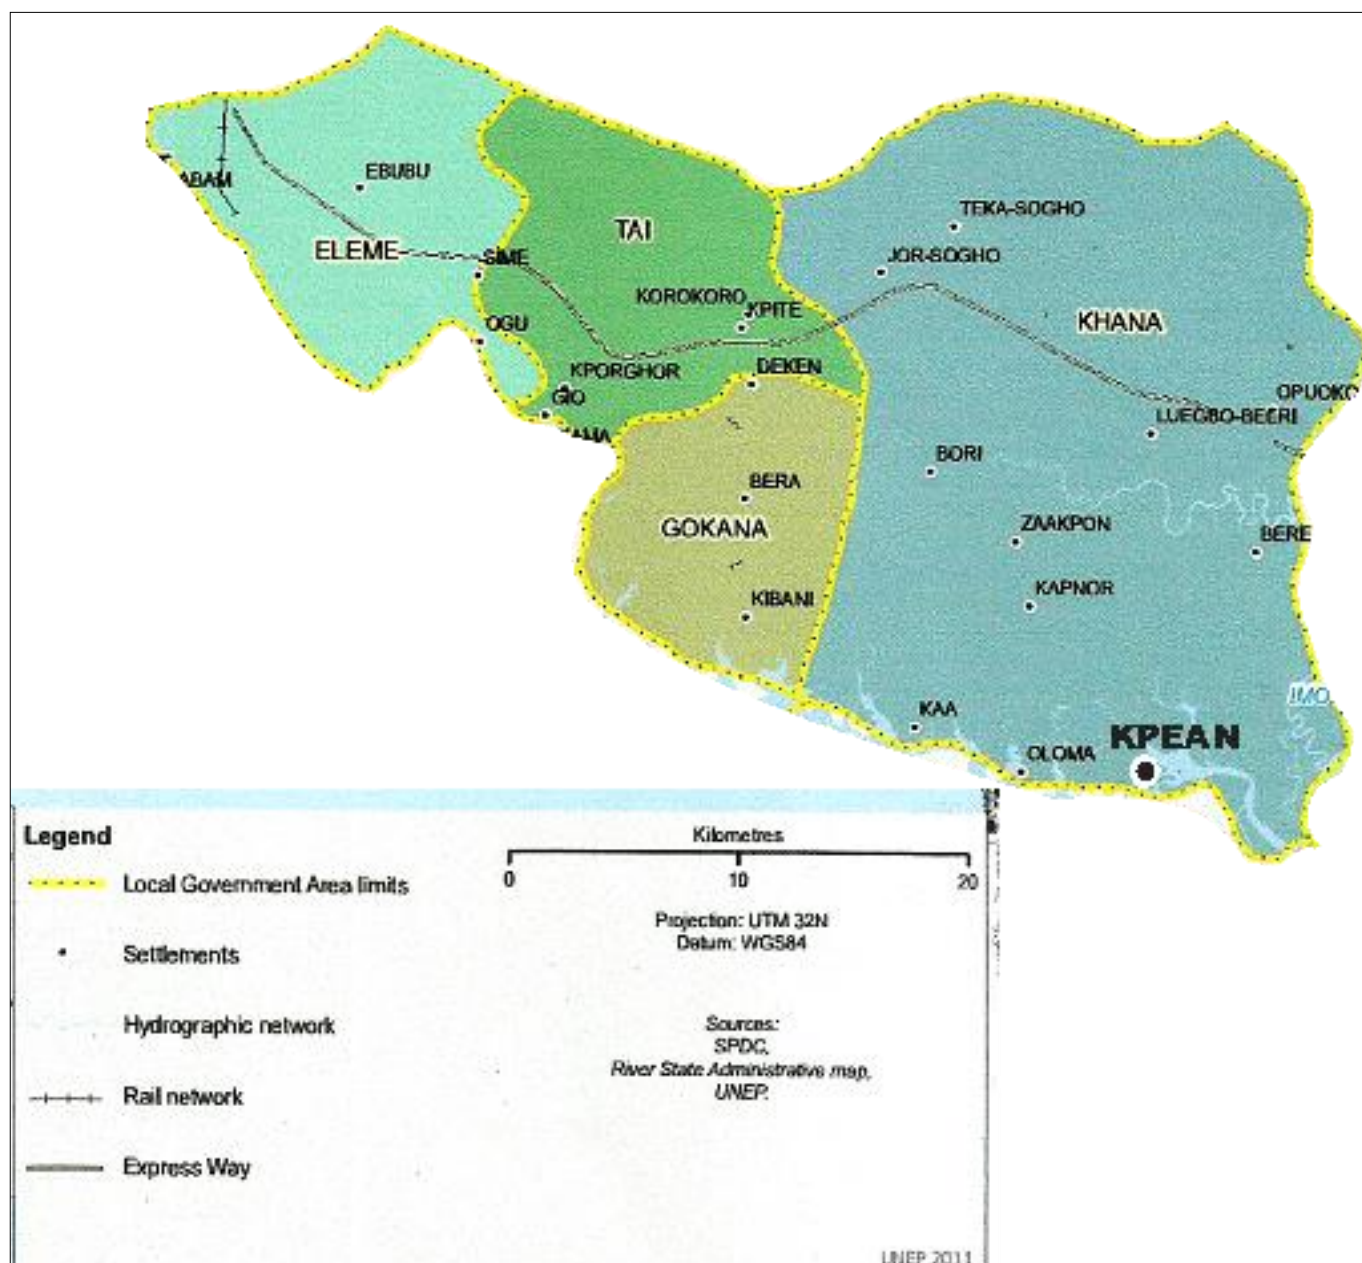 EBUBU
TEKA-SOGHO
TAI
ELEME
SIME
JOR-SOGHO
KOROKORO
KPITE
KHANA
OGU
KPORGHOR
DEKEN
GIO
OPUOKO
LUEGBO-BEERI
BORI
BERA
GOKANA
ZAAKPON
BERE
KIBANI
KAPNOR
IMO
KAA
KPEAN
OLOMA
Legend
Kilometres
0 10 20
Local Government Area limits
Projection: UTM 32N
Datum: WGS84
Settlements
Hydrographic network
Sources:
SPDC,
River State Administrative map,
UNEP.
Rail network
Express Way
UNEP 2011